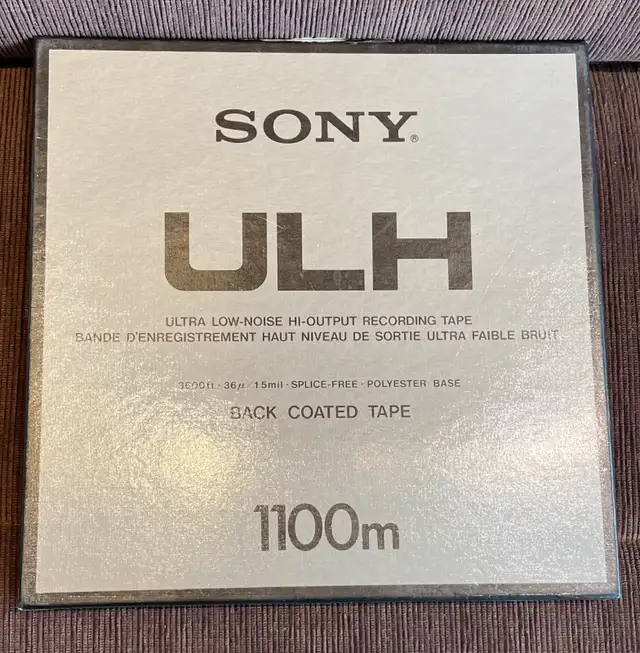 SONY®
ULH
ULTRA LOW-NOISE HI-OUTPUT RECORDING TAPE
BANDE D'ENREGISTREMENT HAUT NIVEAU DE SORTIE ULTRA FAIBLE BRUIT
3600ft · 36μ / 1.5mil · SPLICE-FREE · POLYESTER BASE
BACK COATED TAPE
1100m